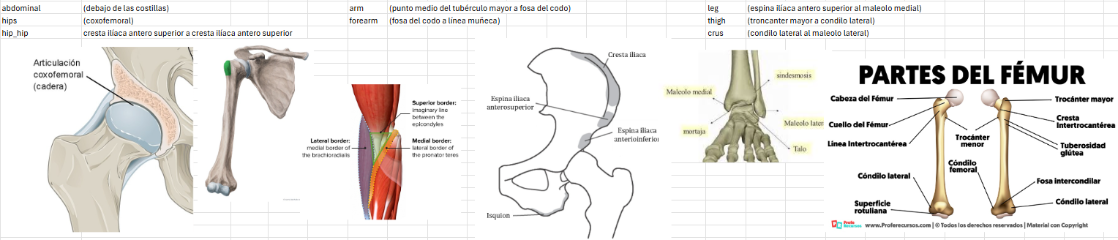 abdominal (debajo de las costillas)
hips (coxofemoral)
hip_hip cresta iliaca antero superior a cresta iliaca antero superior
arm (punto medio del tubérculo mayor a fosa del codo)
forearm (fosa del codo a línea muñeca)
leg (espina iliaca antero superior al maleolo medial)
thigh (troncanter mayor a condilo lateral)
crus (condilo lateral al maleolo lateral)
Articulación
coxofemoral
(cadera)
Superior border:
imaginary line
between the
epicondyles
Lateral border:
medial border of
the brachioradialis
Medial border:
lateral border of
the pronator teres
Cresta iliaca
Espina iliaca
anterosuperior
Espina iliaca
anterioinferior
Isquion
sindesmosis
Maleolo medial
Maleolo later
mortaja
Talo
PARTES DEL FÉMUR
Cabeza del Fémur
Cuello del Fémur
Linea Intertrocantérea
Trocánter
menor
Trocánter mayor
Cresta
Intertrocantérea
Tuberosidad
glútea
Cóndilo
femoral
Cóndilo lateral
Fosa intercondilar
Superficie
rotuliana
Cóndilo lateral
www.Proferecursos.com | © Todos los derechos reservados | Material con Copyright